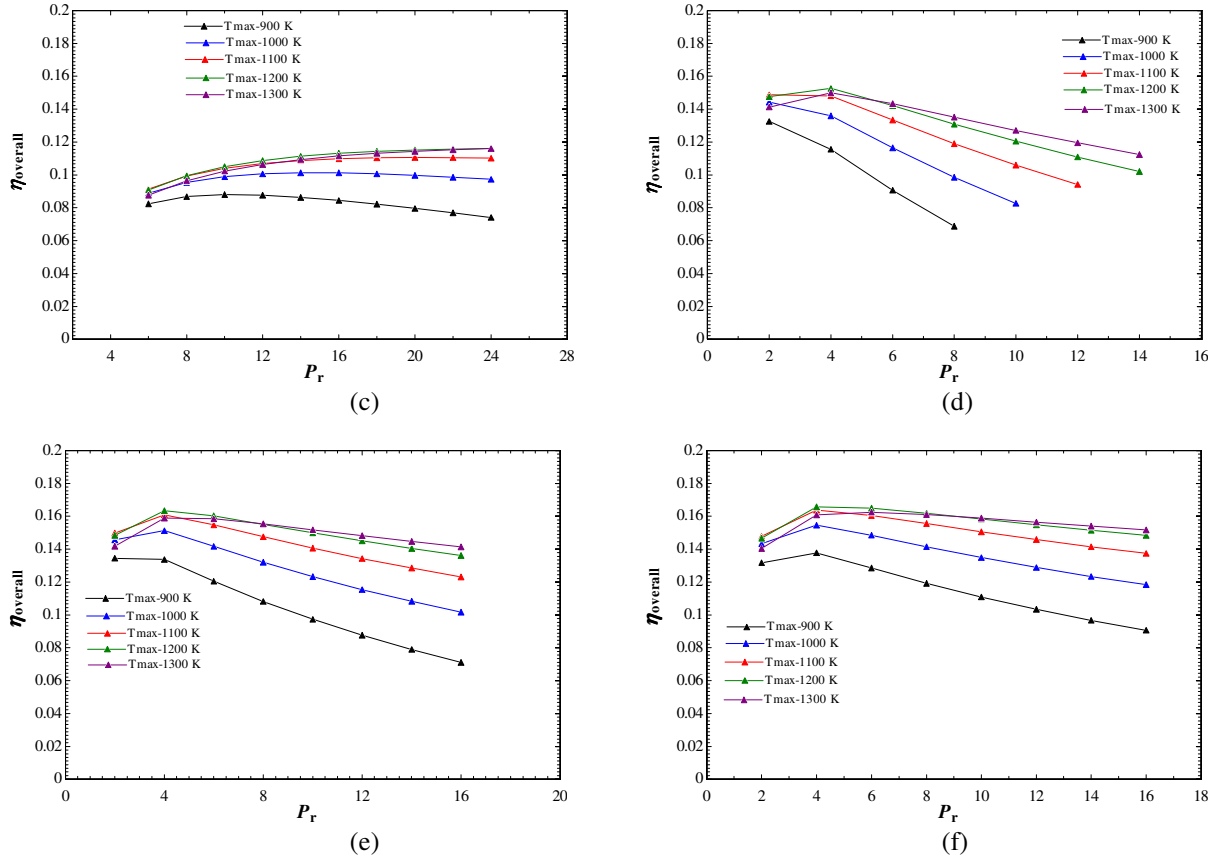 0.2
0.18
0.16
0.14
0.12
0.1
0.08
0.06
0.04
0.02
0
ηoverall
Tmax-900 K
Tmax-1000 K
Tmax-1100 K
Tmax-1200 K
Tmax-1300 K
4 8 12 16 20 24 28
Pr
(c)
0.2
0.18
0.16
0.14
0.12
0.1
0.08
0.06
0.04
0.02
0
ηoverall
Tmax-900 K
Tmax-1000 K
Tmax-1100 K
Tmax-1200 K
Tmax-1300 K
0 2 4 6 8 10 12 14 16
Pr
(d)
0.2
0.18
0.16
0.14
0.12
0.1
0.08
0.06
0.04
0.02
0
ηoverall
Tmax-900 K
Tmax-1000 K
Tmax-1100 K
Tmax-1200 K
Tmax-1300 K
0 4 8 12 16 20
Pr
(e)
0.2
0.18
0.16
0.14
0.12
0.1
0.08
0.06
0.04
0.02
0
ηoverall
Tmax-900 K
Tmax-1000 K
Tmax-1100 K
Tmax-1200 K
Tmax-1300 K
0 2 4 6 8 10 12 14 16 18
Pr
(f)